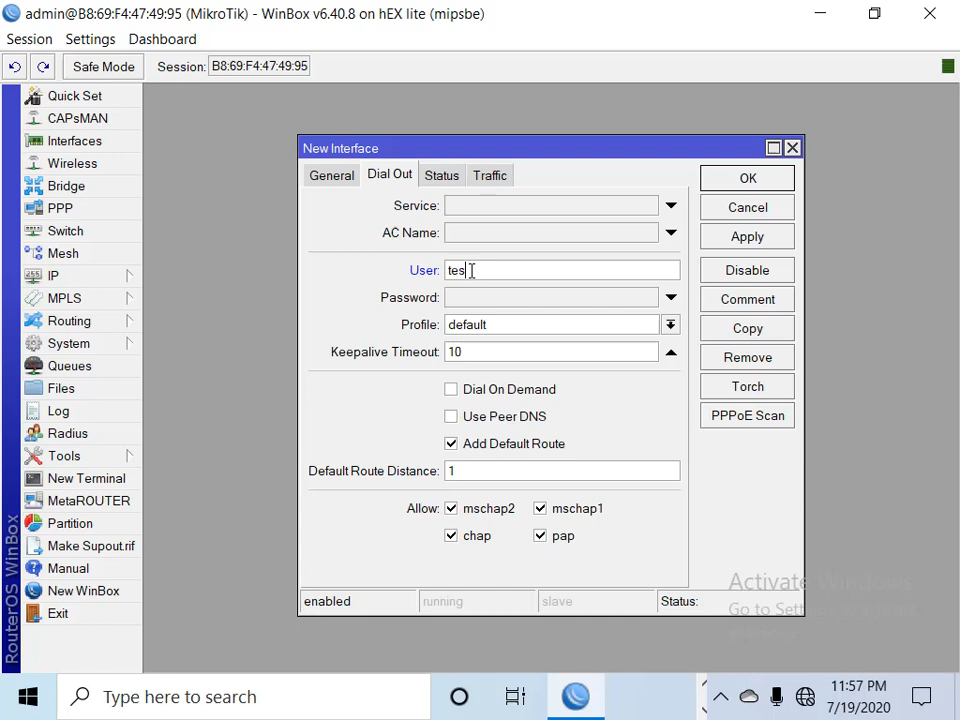 admin@B8:69:F4:47:49:95 (MikroTik) - WinBox v6.40.8 on hEX lite (mipsbe)
Session Settings Dashboard
Safe Mode Session: B8:69:F4:47:49:95
Quick Set
CAPsMAN
Interfaces
Wireless
Bridge
PPP
Switch
Mesh
IP
MPLS
Routing
System
Queues
Files
Log
Radius
Tools
New Terminal
MetaROUTER
Partition
Make Supout.rif
Manual
New WinBox
Exit
RouterOS WinBox
New Interface
General Dial Out Status Traffic
Service:
AC Name:
User: tes
Password:
Profile: default
Keepalive Timeout: 10
Dial On Demand
Use Peer DNS
Add Default Route
Default Route Distance: 1
Allow: mschap2 mschap1
chap pap
OK
Cancel
Apply
Disable
Comment
Copy
Remove
Torch
PPPoE Scan
enabled running slave Status:
Activate Windows
Go to Sett
Type here to search
11:57 PM
7/19/2020